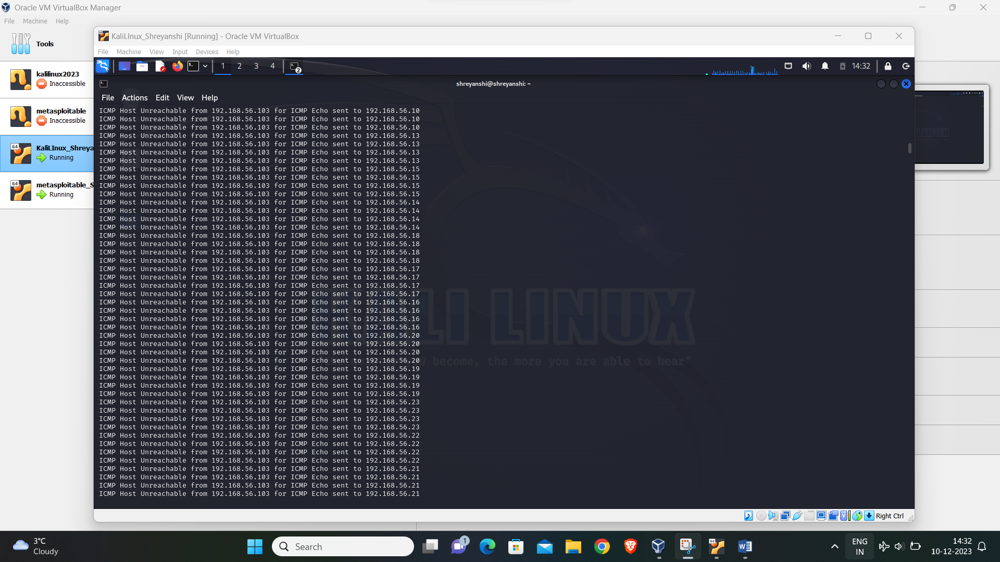 Oracle VM VirtualBox Manager
File Machine Help
Tools
kalilinux2023
Inaccessible
metasploitable
Inaccessible
64
KaliLInux_Shreya
Running
64
metasploitable_S
Running
KaliLInux_Shreyanshi [Running] - Oracle VM VirtualBox
File Machine View Input Devices Help
1 2 3 4 2 14:32
shreyanshi@shreyanshi: ~
File Actions Edit View Help
ICMP Host Unreachable from 192.168.56.103 for ICMP Echo sent to 192.168.56.10
ICMP Host Unreachable from 192.168.56.103 for ICMP Echo sent to 192.168.56.10
ICMP Host Unreachable from 192.168.56.103 for ICMP Echo sent to 192.168.56.10
ICMP Host Unreachable from 192.168.56.103 for ICMP Echo sent to 192.168.56.13
ICMP Host Unreachable from 192.168.56.103 for ICMP Echo sent to 192.168.56.13
ICMP Host Unreachable from 192.168.56.103 for ICMP Echo sent to 192.168.56.13
ICMP Host Unreachable from 192.168.56.103 for ICMP Echo sent to 192.168.56.13
ICMP Host Unreachable from 192.168.56.103 for ICMP Echo sent to 192.168.56.15
ICMP Host Unreachable from 192.168.56.103 for ICMP Echo sent to 192.168.56.15
ICMP Host Unreachable from 192.168.56.103 for ICMP Echo sent to 192.168.56.15
ICMP Host Unreachable from 192.168.56.103 for ICMP Echo sent to 192.168.56.15
ICMP Host Unreachable from 192.168.56.103 for ICMP Echo sent to 192.168.56.14
ICMP Host Unreachable from 192.168.56.103 for ICMP Echo sent to 192.168.56.14
ICMP Host Unreachable from 192.168.56.103 for ICMP Echo sent to 192.168.56.14
ICMP Host Unreachable from 192.168.56.103 for ICMP Echo sent to 192.168.56.14
ICMP Host Unreachable from 192.168.56.103 for ICMP Echo sent to 192.168.56.18
ICMP Host Unreachable from 192.168.56.103 for ICMP Echo sent to 192.168.56.18
ICMP Host Unreachable from 192.168.56.103 for ICMP Echo sent to 192.168.56.18
ICMP Host Unreachable from 192.168.56.103 for ICMP Echo sent to 192.168.56.18
ICMP Host Unreachable from 192.168.56.103 for ICMP Echo sent to 192.168.56.17
ICMP Host Unreachable from 192.168.56.103 for ICMP Echo sent to 192.168.56.17
ICMP Host Unreachable from 192.168.56.103 for ICMP Echo sent to 192.168.56.17
ICMP Host Unreachable from 192.168.56.103 for ICMP Echo sent to 192.168.56.17
ICMP Host Unreachable from 192.168.56.103 for ICMP Echo sent to 192.168.56.16
ICMP Host Unreachable from 192.168.56.103 for ICMP Echo sent to 192.168.56.16
ICMP Host Unreachable from 192.168.56.103 for ICMP Echo sent to 192.168.56.16
ICMP Host Unreachable from 192.168.56.103 for ICMP Echo sent to 192.168.56.16
ICMP Host Unreachable from 192.168.56.103 for ICMP Echo sent to 192.168.56.20
ICMP Host Unreachable from 192.168.56.103 for ICMP Echo sent to 192.168.56.20
ICMP Host Unreachable from 192.168.56.103 for ICMP Echo sent to 192.168.56.20
ICMP Host Unreachable from 192.168.56.103 for ICMP Echo sent to 192.168.56.20
ICMP Host Unreachable from 192.168.56.103 for ICMP Echo sent to 192.168.56.19
ICMP Host Unreachable from 192.168.56.103 for ICMP Echo sent to 192.168.56.19
ICMP Host Unreachable from 192.168.56.103 for ICMP Echo sent to 192.168.56.19
ICMP Host Unreachable from 192.168.56.103 for ICMP Echo sent to 192.168.56.19
ICMP Host Unreachable from 192.168.56.103 for ICMP Echo sent to 192.168.56.23
ICMP Host Unreachable from 192.168.56.103 for ICMP Echo sent to 192.168.56.23
ICMP Host Unreachable from 192.168.56.103 for ICMP Echo sent to 192.168.56.23
ICMP Host Unreachable from 192.168.56.103 for ICMP Echo sent to 192.168.56.23
ICMP Host Unreachable from 192.168.56.103 for ICMP Echo sent to 192.168.56.22
ICMP Host Unreachable from 192.168.56.103 for ICMP Echo sent to 192.168.56.22
ICMP Host Unreachable from 192.168.56.103 for ICMP Echo sent to 192.168.56.22
ICMP Host Unreachable from 192.168.56.103 for ICMP Echo sent to 192.168.56.22
ICMP Host Unreachable from 192.168.56.103 for ICMP Echo sent to 192.168.56.21
ICMP Host Unreachable from 192.168.56.103 for ICMP Echo sent to 192.168.56.21
ICMP Host Unreachable from 192.168.56.103 for ICMP Echo sent to 192.168.56.21
ICMP Host Unreachable from 192.168.56.103 for ICMP Echo sent to 192.168.56.21
LI LINUX
become, the more you are able to hear"
Right Ctrl
3°C
Cloudy
Search
1
64
ENG
IN
14:32
10-12-2023